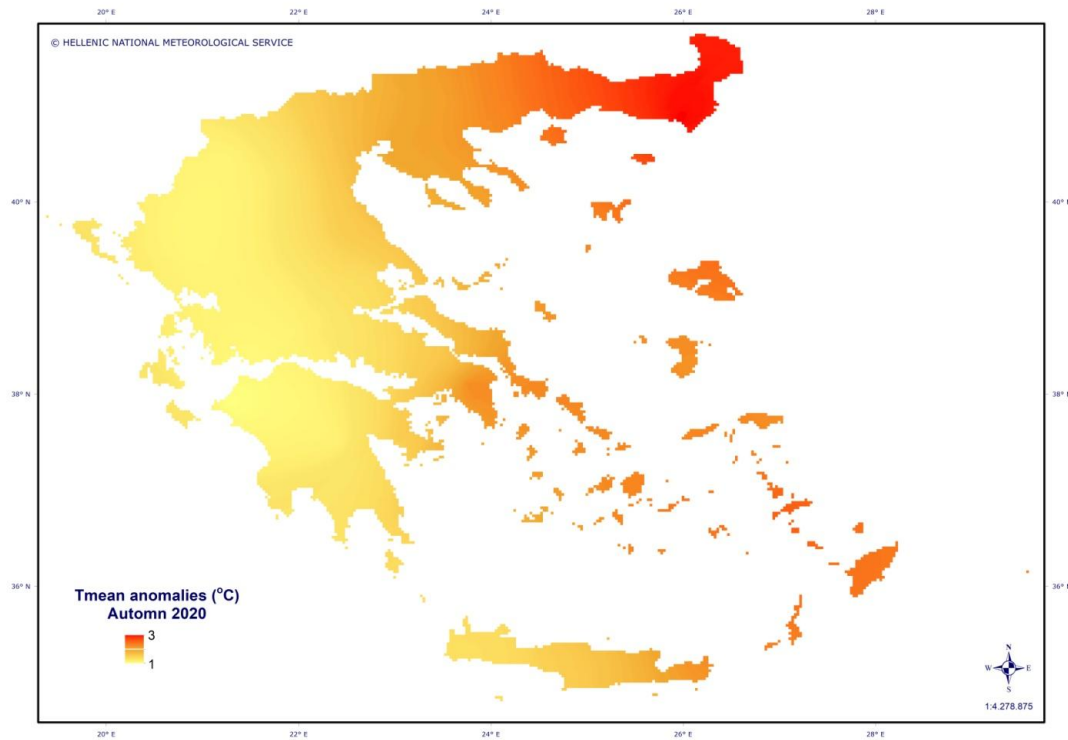 20° E 22° E 24° E 26° E 28° E
© HELLENIC NATIONAL METEOROLOGICAL SERVICE
40° N 40° N
38° N 38° N
36° N 36° N
Tmean anomalies (°C)
Automn 2020
3
1
N
W E
S
1:4.278.875
20° E 22° E 24° E 26° E 28° E